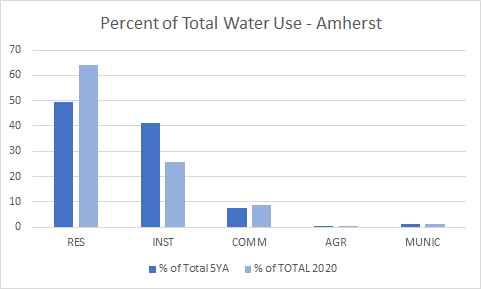 Percent of Total Water Use - Amherst
70
60
50
40
30
20
10
0
RES INST COMM AGR MUNIC
% of Total 5YA % of TOTAL 2020